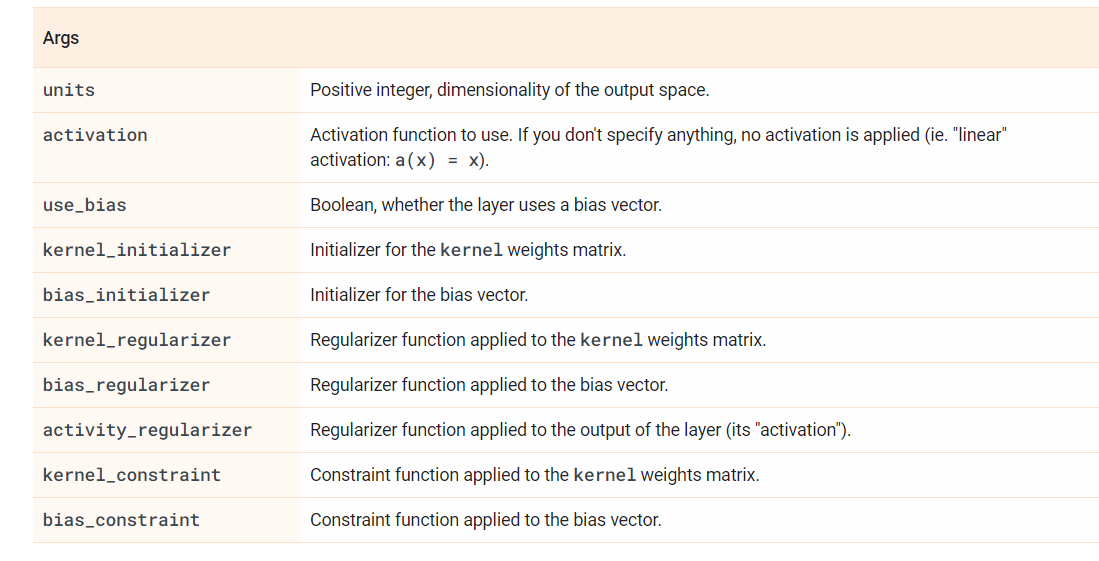 Args
units
Positive integer, dimensionality of the output space.
activation
Activation function to use. If you don't specify anything, no activation is applied (ie. "linear"
activation: a(x) = x).
use_bias
Boolean, whether the layer uses a bias vector.
kernel_initializer
Initializer for the kernel weights matrix.
bias_initializer
Initializer for the bias vector.
kernel_regularizer
Regularizer function applied to the kernel weights matrix.
bias_regularizer
Regularizer function applied to the bias vector.
activity_regularizer
Regularizer function applied to the output of the layer (its "activation").
kernel_constraint
Constraint function applied to the kernel weights matrix.
bias_constraint
Constraint function applied to the bias vector.